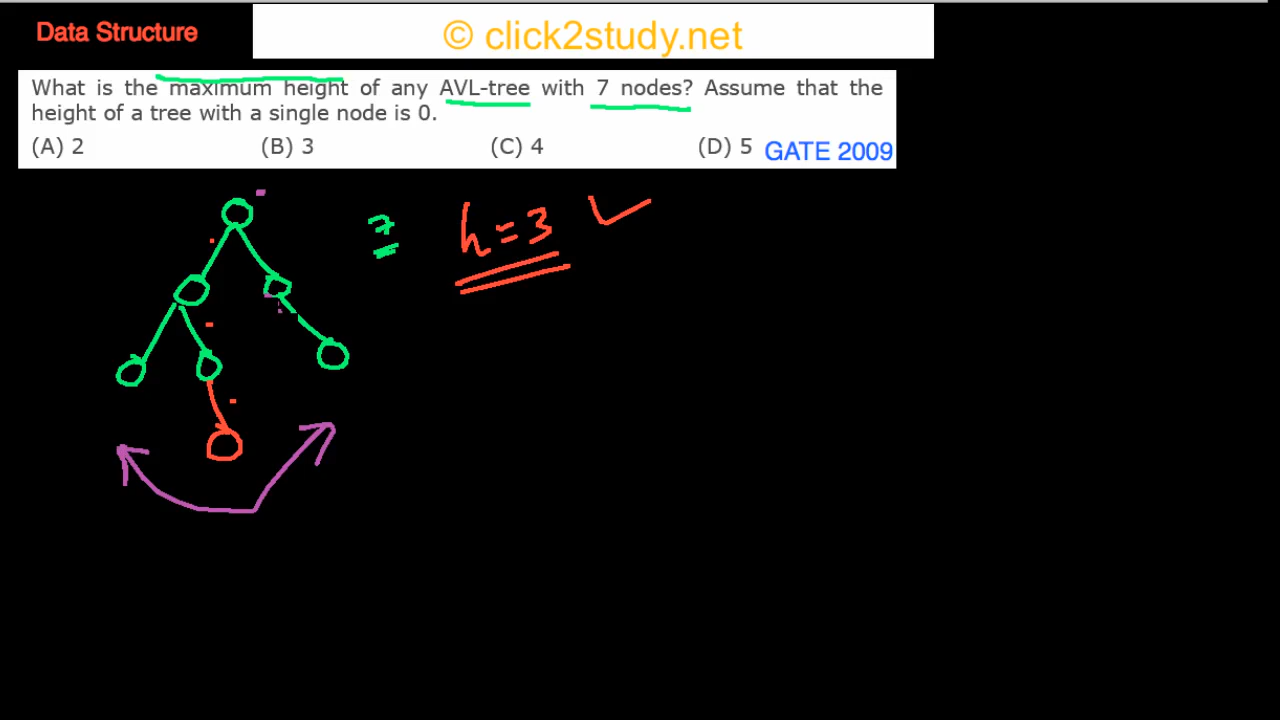 Data Structure
© click2study.net
What is the maximum height of any AVL-tree with 7 nodes? Assume that the
height of a tree with a single node is 0.
(A) 2 (B) 3 (C) 4 (D) 5 GATE 2009
7 h=3